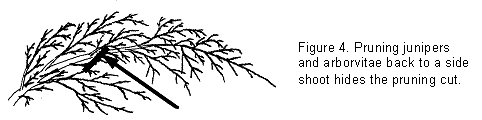 Figure 4. Pruning junipers
and arborvitae back to a side
shoot hides the pruning cut.